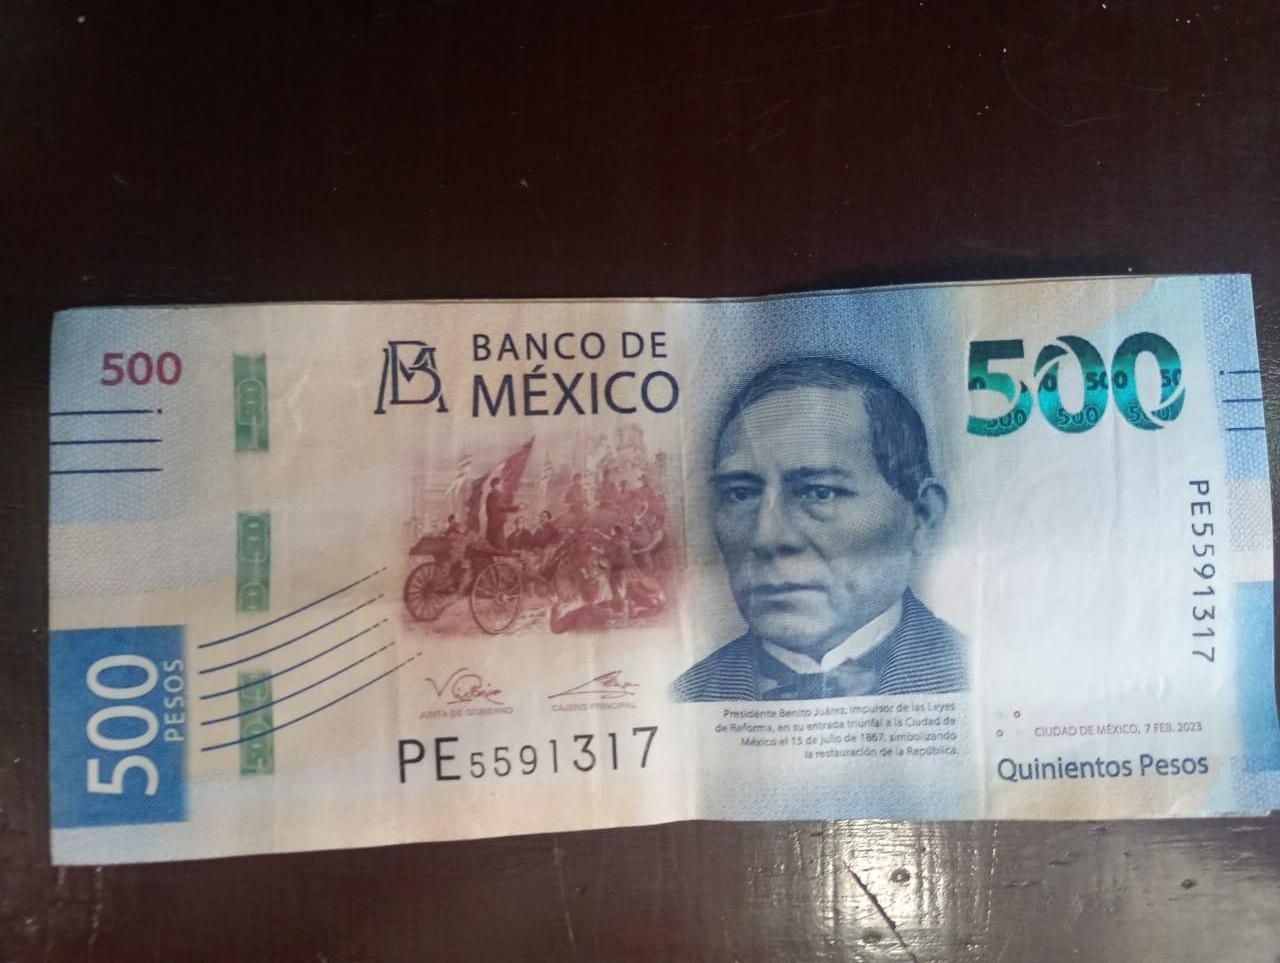 500
BM
BANCO DE
MÉXICO
500
PE5591317
500
PESOS
JUNTA DE GOBIERNO
CAJERO PRINCIPAL
PE5591317
Presidente Benito Juárez, impulsor de las Leyes
de Reforma, en su entrada triunfal a la Ciudad de
México el 15 de julio de 1867, simbolizando
la restauración de la República.
CIUDAD DE MÉXICO, 7 FEB. 2023
Quinientos Pesos